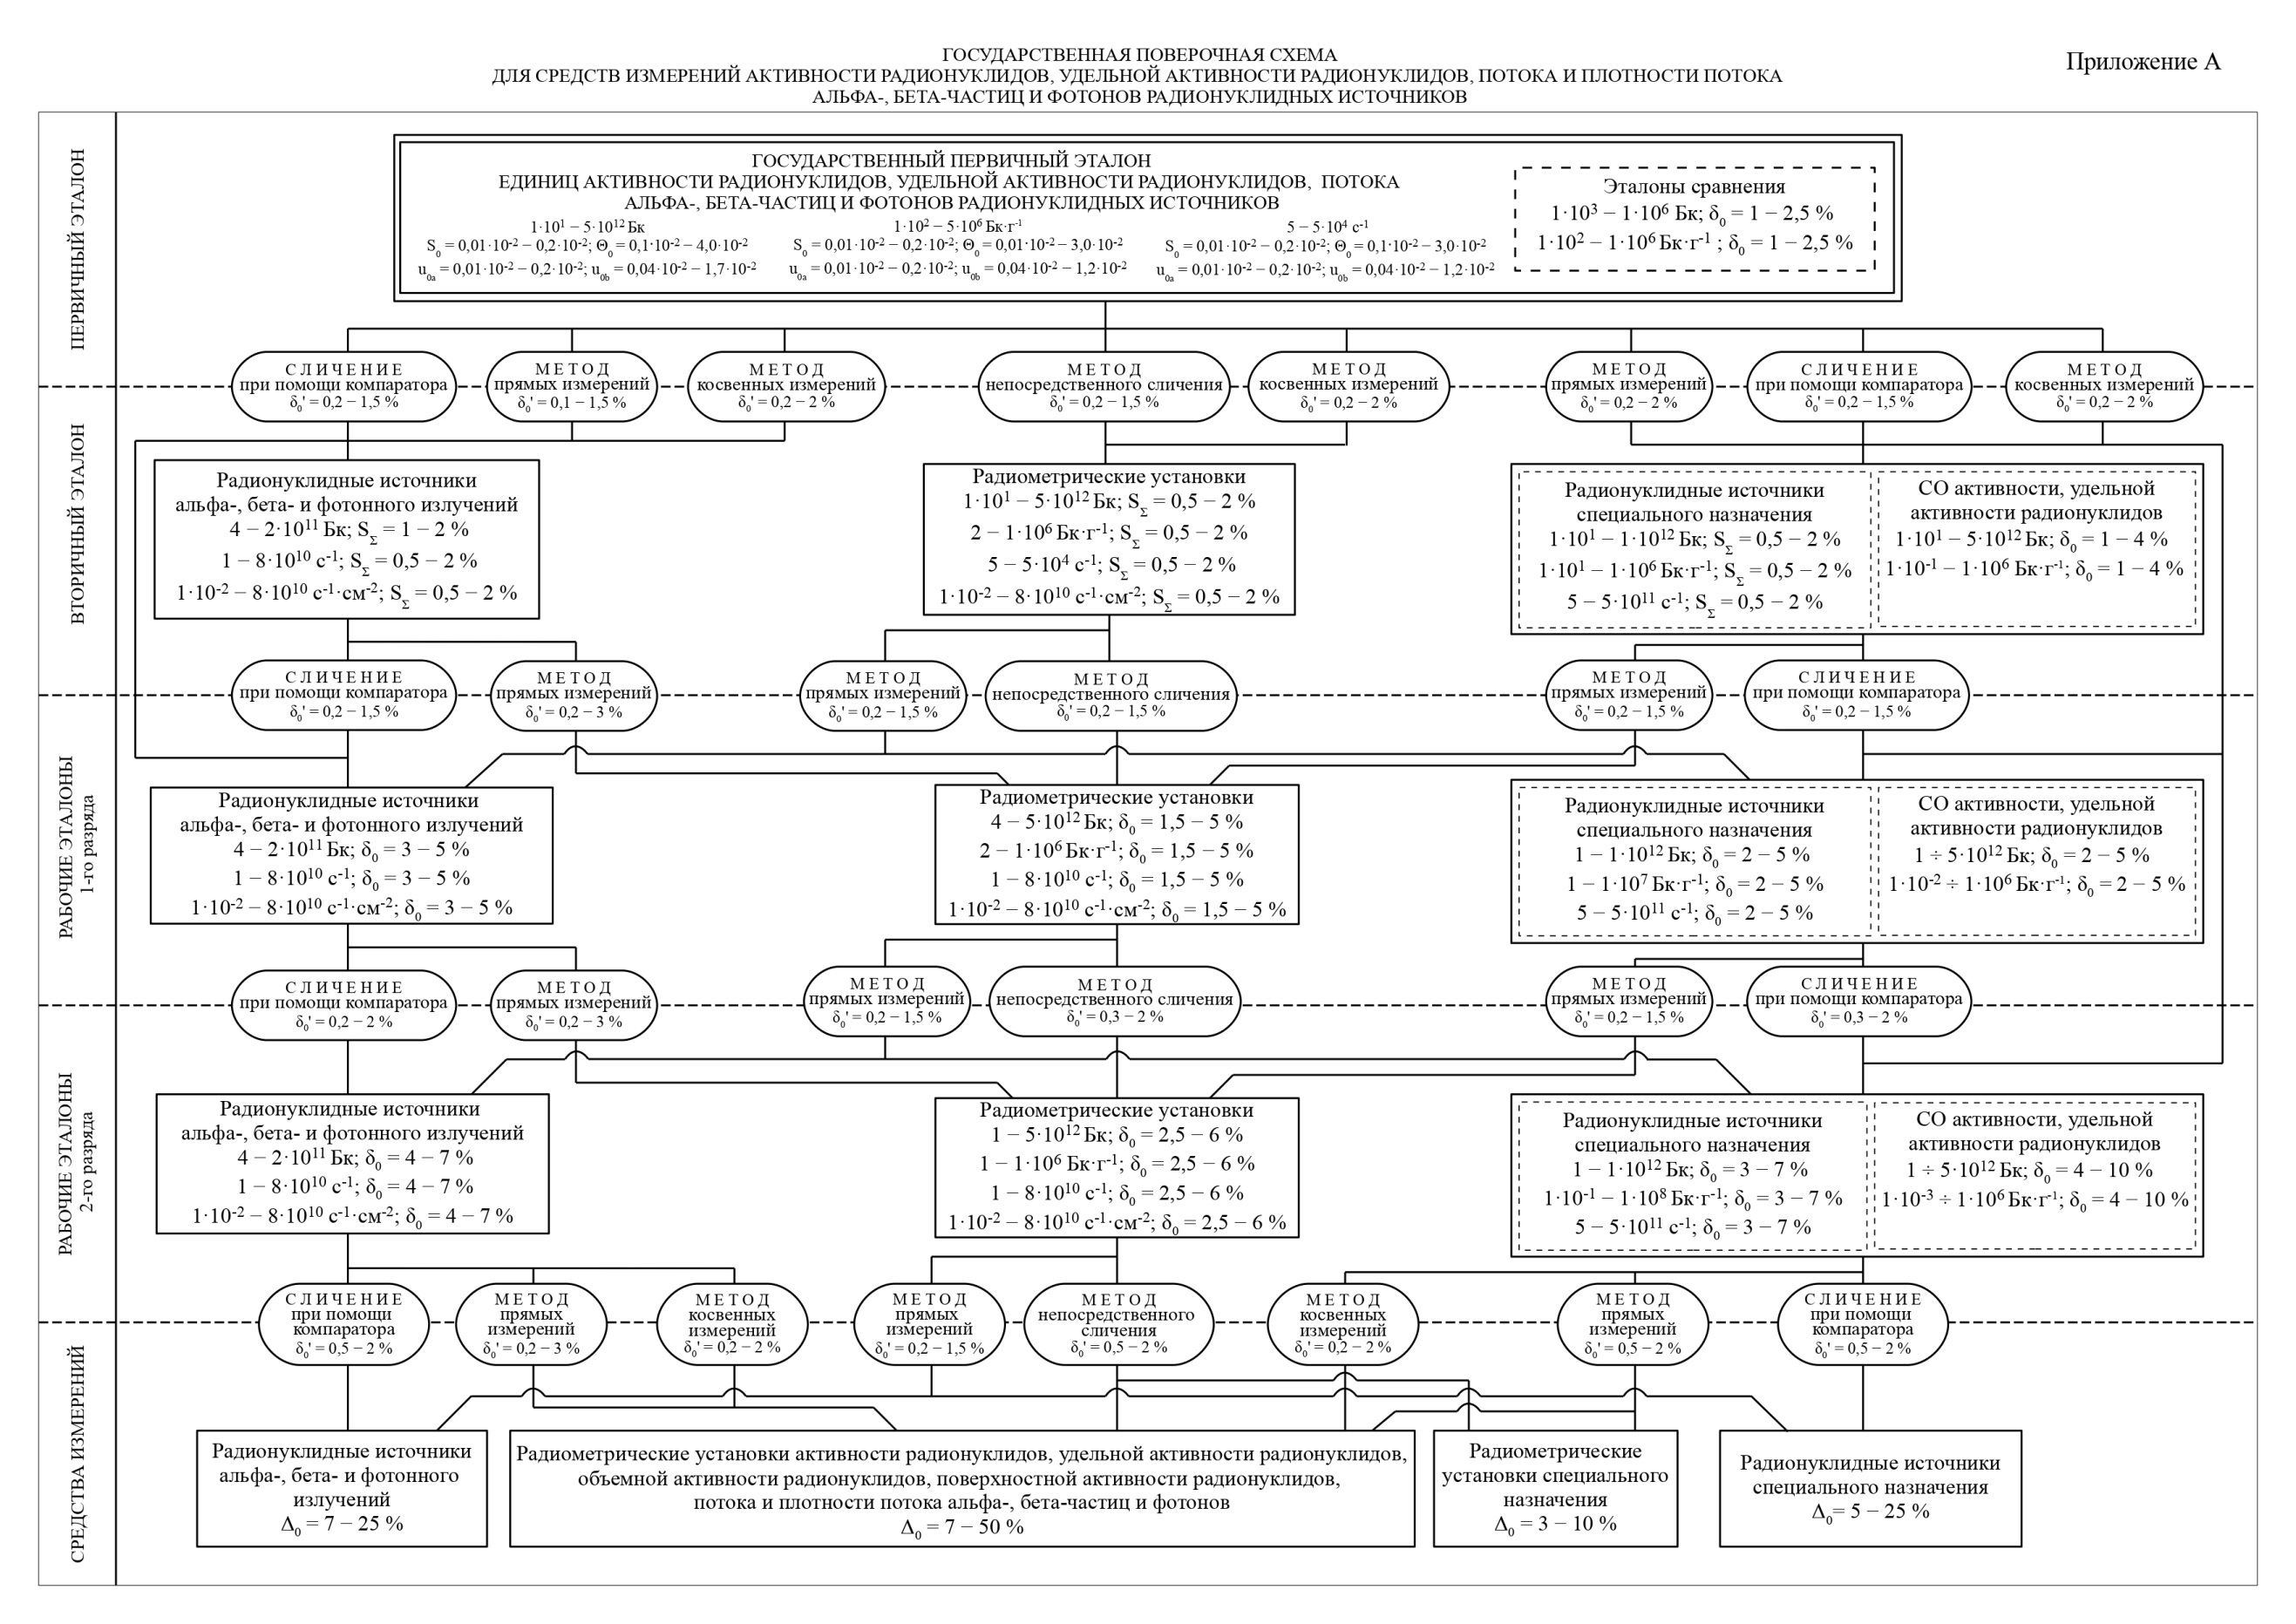 ГОСУДАРСТВЕННАЯ ПОВЕРОЧНАЯ СХЕМА
ДЛЯ СРЕДСТВ ИЗМЕРЕНИЙ АКТИВНОСТИ РАДИОНУКЛИДОВ, УДЕЛЬНОЙ АКТИВНОСТИ РАДИОНУКЛИДОВ, ПОТОКА И ПЛОТНОСТИ ПОТОКА
АЛЬФА-, БЕТА-ЧАСТИЦ И ФОТОНОВ РАДИОНУКЛИДНЫХ ИСТОЧНИКОВ
Приложение А
ПЕРВИЧНЫЙ ЭТАЛОН
ГОСУДАРСТВЕННЫЙ ПЕРВИЧНЫЙ ЭТАЛОН
ЕДИНИЦ АКТИВНОСТИ РАДИОНУКЛИДОВ, УДЕЛЬНОЙ АКТИВНОСТИ РАДИОНУКЛИДОВ, ПОТОКА
АЛЬФА-, БЕТА-ЧАСТИЦ И ФОТОНОВ РАДИОНУКЛИДНЫХ ИСТОЧНИКОВ
1·10¹ − 5·10¹² Бк
S₀ = 0,01·10⁻² − 0,2·10⁻²; Θ₀ = 0,1·10⁻² − 4,0·10⁻²
u₀ₐ = 0,01·10⁻² − 0,2·10⁻²; u₀b = 0,04·10⁻² − 1,7·10⁻²
1·10² − 5·10⁶ Бк·г⁻¹
S₀ = 0,01·10⁻² − 0,2·10⁻²; Θ₀ = 0,01·10⁻² − 3,0·10⁻²
u₀ₐ = 0,01·10⁻² − 0,2·10⁻²; u₀b = 0,04·10⁻² − 1,2·10⁻²
5 − 5·10⁴ с⁻¹
S₀ = 0,01·10⁻² − 0,2·10⁻²; Θ₀ = 0,1·10⁻² − 3,0·10⁻²
u₀ₐ = 0,01·10⁻² − 0,2·10⁻²; u₀b = 0,04·10⁻² − 1,2·10⁻²
Эталоны сравнения
1·10³ − 1·10⁶ Бк; δ₀ = 1 − 2,5 %
1·10² − 1·10⁶ Бк·г⁻¹ ; δ₀ = 1 − 2,5 %
СЛИЧЕНИЕ
при помощи компаратора
δ₀' = 0,2 − 1,5 %
МЕТОД
прямых измерений
δ₀' = 0,1 − 1,5 %
МЕТОД
косвенных измерений
δ₀' = 0,2 − 2 %
МЕТОД
непосредственного сличения
δ₀' = 0,2 − 1,5 %
МЕТОД
косвенных измерений
δ₀' = 0,2 − 2 %
МЕТОД
прямых измерений
δ₀' = 0,2 − 2 %
СЛИЧЕНИЕ
при помощи компаратора
δ₀' = 0,2 − 1,5 %
МЕТОД
косвенных измерений
δ₀' = 0,2 − 2 %
ВТОРИЧНЫЙ ЭТАЛОН
Радионуклидные источники
альфа-, бета- и фотонного излучений
4 − 2·10¹¹ Бк; S_Σ = 1 − 2 %
1 − 8·10¹⁰ с⁻¹; S_Σ = 0,5 − 2 %
1·10⁻² − 8·10¹⁰ с⁻¹·см⁻²; S_Σ = 0,5 − 2 %
Радиометрические установки
1·10¹ − 5·10¹² Бк; S_Σ = 0,5 − 2 %
2 − 1·10⁶ Бк·г⁻¹; S_Σ = 0,5 − 2 %
5 − 5·10⁴ с⁻¹; S_Σ = 0,5 − 2 %
1·10⁻² − 8·10¹⁰ с⁻¹·см⁻²; S_Σ = 0,5 − 2 %
Радионуклидные источники
специального назначения
1·10¹ − 1·10¹² Бк; S_Σ = 0,5 − 2 %
1·10¹ − 1·10⁶ Бк·г⁻¹; S_Σ = 0,5 − 2 %
5 − 5·10¹¹ с⁻¹; S_Σ = 0,5 − 2 %
СО активности, удельной
активности радионуклидов
1·10¹ − 5·10¹² Бк; δ₀ = 1 − 4 %
1·10⁻¹ − 1·10⁶ Бк·г⁻¹; δ₀ = 1 − 4 %
СЛИЧЕНИЕ
при помощи компаратора
δ₀' = 0,2 − 1,5 %
МЕТОД
прямых измерений
δ₀' = 0,2 − 3 %
МЕТОД
прямых измерений
δ₀' = 0,2 − 1,5 %
МЕТОД
непосредственного сличения
δ₀' = 0,2 − 1,5 %
МЕТОД
прямых измерений
δ₀' = 0,2 − 1,5 %
СЛИЧЕНИЕ
при помощи компаратора
δ₀' = 0,2 − 1,5 %
РАБОЧИЕ ЭТАЛОНЫ
1-го разряда
Радионуклидные источники
альфа-, бета- и фотонного излучений
4 − 2·10¹¹ Бк; δ₀ = 3 − 5 %
1 − 8·10¹⁰ с⁻¹; δ₀ = 3 − 5 %
1·10⁻² − 8·10¹⁰ с⁻¹·см⁻²; δ₀ = 3 − 5 %
Радиометрические установки
4 − 5·10¹² Бк; δ₀ = 1,5 − 5 %
2 − 1·10⁶ Бк·г⁻¹; δ₀ = 1,5 − 5 %
1 − 8·10¹⁰ с⁻¹; δ₀ = 1,5 − 5 %
1·10⁻² − 8·10¹⁰ с⁻¹·см⁻²; δ₀ = 1,5 − 5 %
Радионуклидные источники
специального назначения
1 − 1·10¹² Бк; δ₀ = 2 − 5 %
1 − 1·10⁷ Бк·г⁻¹; δ₀ = 2 − 5 %
5 − 5·10¹¹ с⁻¹; δ₀ = 2 − 5 %
СО активности, удельной
активности радионуклидов
1 ÷ 5·10¹² Бк; δ₀ = 2 − 5 %
1·10⁻² ÷ 1·10⁶ Бк·г⁻¹; δ₀ = 2 − 5 %
СЛИЧЕНИЕ
при помощи компаратора
δ₀' = 0,2 − 2 %
МЕТОД
прямых измерений
δ₀' = 0,2 − 3 %
МЕТОД
прямых измерений
δ₀' = 0,2 − 1,5 %
МЕТОД
непосредственного сличения
δ₀' = 0,3 − 2 %
МЕТОД
прямых измерений
δ₀' = 0,2 − 1,5 %
СЛИЧЕНИЕ
при помощи компаратора
δ₀' = 0,3 − 2 %
РАБОЧИЕ ЭТАЛОНЫ
2-го разряда
Радионуклидные источники
альфа-, бета- и фотонного излучений
4 − 2·10¹¹ Бк; δ₀ = 4 − 7 %
1 − 8·10¹⁰ с⁻¹; δ₀ = 4 − 7 %
1·10⁻² − 8·10¹⁰ с⁻¹·см⁻²; δ₀ = 4 − 7 %
Радиометрические установки
1 − 5·10¹² Бк; δ₀ = 2,5 − 6 %
1 − 1·10⁶ Бк·г⁻¹; δ₀ = 2,5 − 6 %
1 − 8·10¹⁰ с⁻¹; δ₀ = 2,5 − 6 %
1·10⁻² − 8·10¹⁰ с⁻¹·см⁻²; δ₀ = 2,5 − 6 %
Радионуклидные источники
специального назначения
1 − 1·10¹² Бк; δ₀ = 3 − 7 %
1·10⁻¹ − 1·10⁸ Бк·г⁻¹; δ₀ = 3 − 7 %
5 − 5·10¹¹ с⁻¹; δ₀ = 3 − 7 %
СО активности, удельной
активности радионуклидов
1 ÷ 5·10¹² Бк; δ₀ = 4 − 10 %
1·10⁻³ ÷ 1·10⁶ Бк·г⁻¹; δ₀ = 4 − 10 %
СЛИЧЕНИЕ
при помощи
компаратора
δ₀' = 0,5 − 2 %
МЕТОД
прямых
измерений
δ₀' = 0,2 − 3 %
МЕТОД
косвенных
измерений
δ₀' = 0,2 − 2 %
МЕТОД
прямых
измерений
δ₀' = 0,2 − 1,5 %
МЕТОД
непосредственного
сличения
δ₀' = 0,5 − 2 %
МЕТОД
косвенных
измерений
δ₀' = 0,2 − 2 %
МЕТОД
прямых
измерений
δ₀' = 0,5 − 2 %
СЛИЧЕНИЕ
при помощи
компаратора
δ₀' = 0,5 − 2 %
СРЕДСТВА ИЗМЕРЕНИЙ
Радионуклидные источники
альфа-, бета- и фотонного
излучений
Δ₀ = 7 − 25 %
Радиометрические установки активности радионуклидов, удельной активности радионуклидов,
объемной активности радионуклидов, поверхностной активности радионуклидов,
потока и плотности потока альфа-, бета-частиц и фотонов
Δ₀ = 7 − 50 %
Радиометрические
установки специального
назначения
Δ₀ = 3 − 10 %
Радионуклидные источники
специального назначения
Δ₀= 5 − 25 %